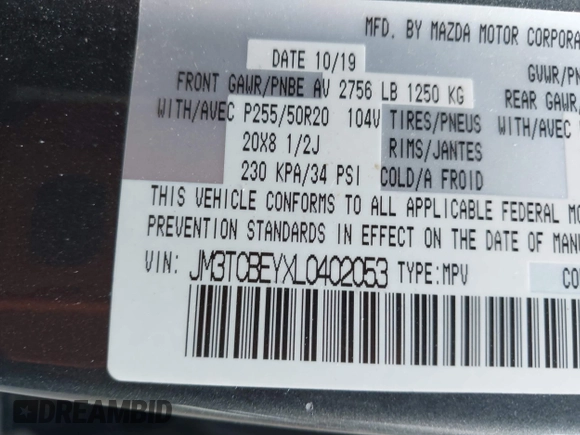 MFD. BY MAZDA MOTOR CORPORA
DATE 10/19
GVWR/PN
FRONT GAWR/PNBE AV 2756 LB 1250 KG
REAR GAWR/
WITH/AVEC P255/50R20 104V TIRES/PNEUS WITH/AVEC
20X8 1/2J RIMS/JANTES
230 KPA/34 PSI COLD/A FROID
THIS VEHICLE CONFORMS TO ALL APPLICABLE FEDERAL MO
PREVENTION STANDARDS IN EFFECT ON THE DATE OF MANU
VIN: JM3TCBEYXL0402053 TYPE:MPV
CO
DREAMBID